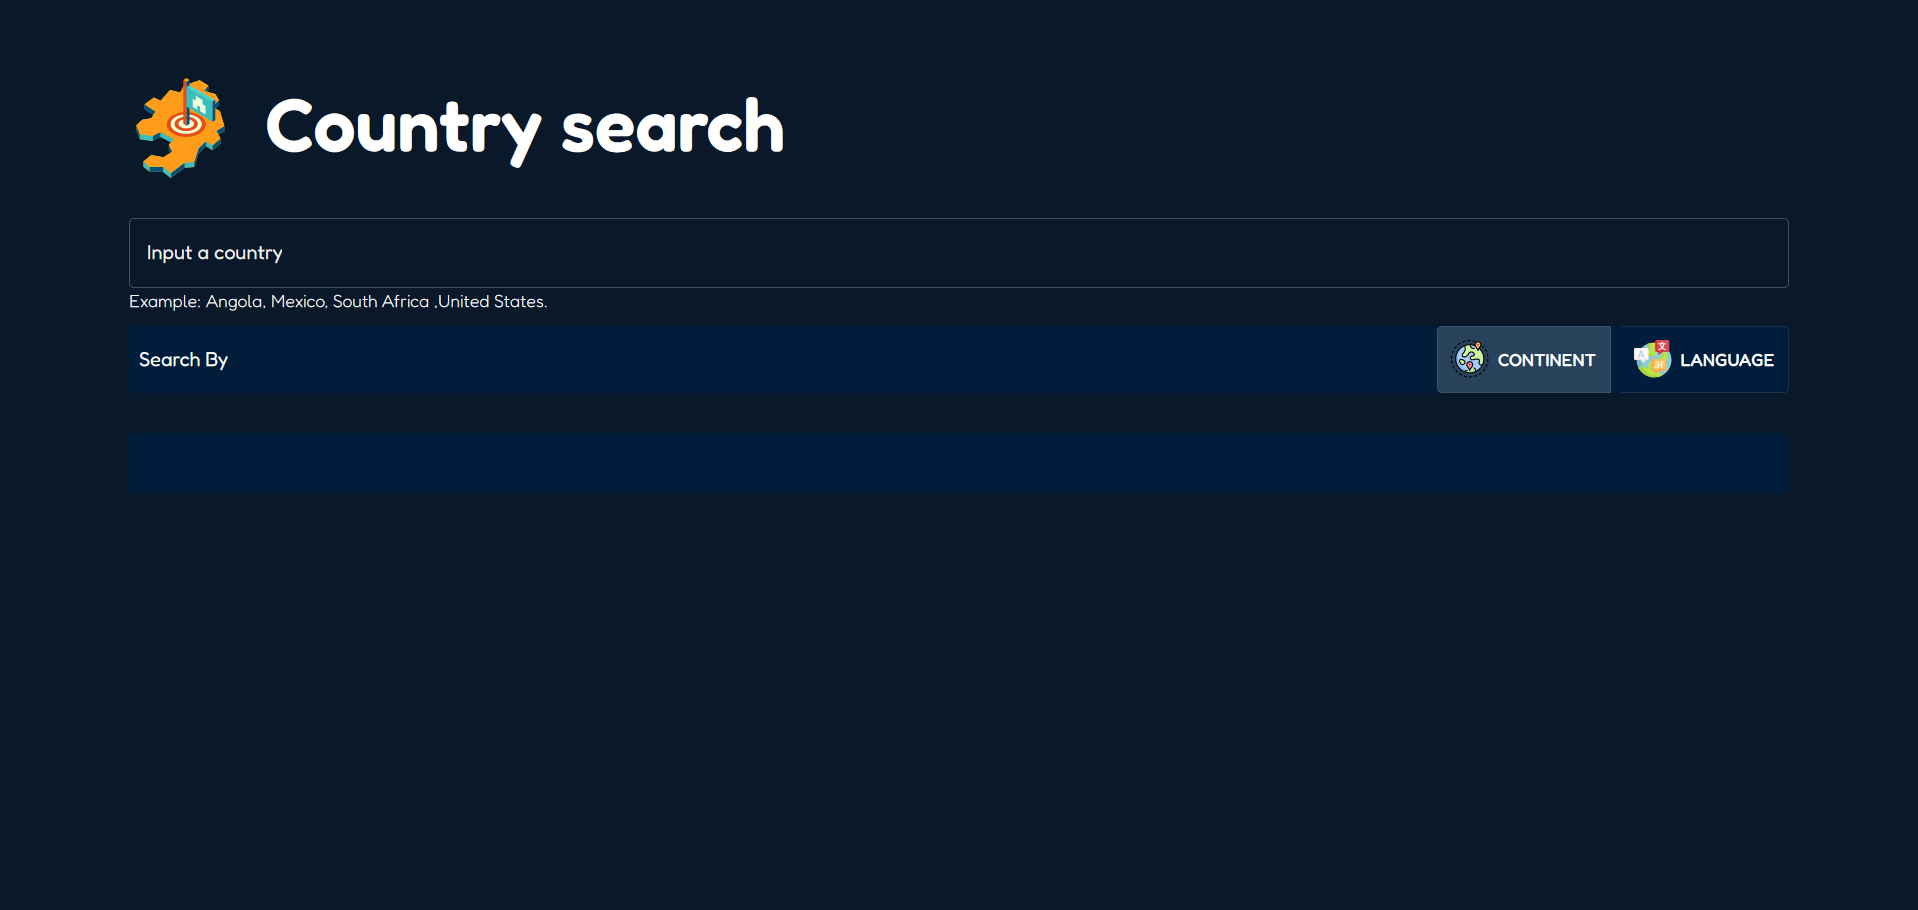 Country search
Input a country
Example: Angola, Mexico, South Africa ,United States.
Search By
CONTINENT
LANGUAGE